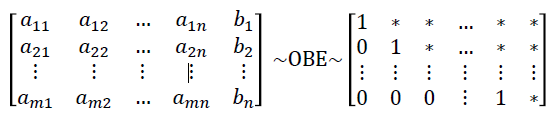 [a₁₁ a₁₂ … a₁ₙ b₁] [1 * * … * *]
[a₂₁ a₂₂ … a₂ₙ b₂] ~OBE~ [0 1 * … * *]
[⋮ ⋮ ⋮ ⋮ ⋮] [⋮ ⋮ ⋮ ⋮ ⋮ ⋮]
[aₘ₁ aₘ₂ … aₘₙ bₙ] [0 0 0 ⋮ 1 *]